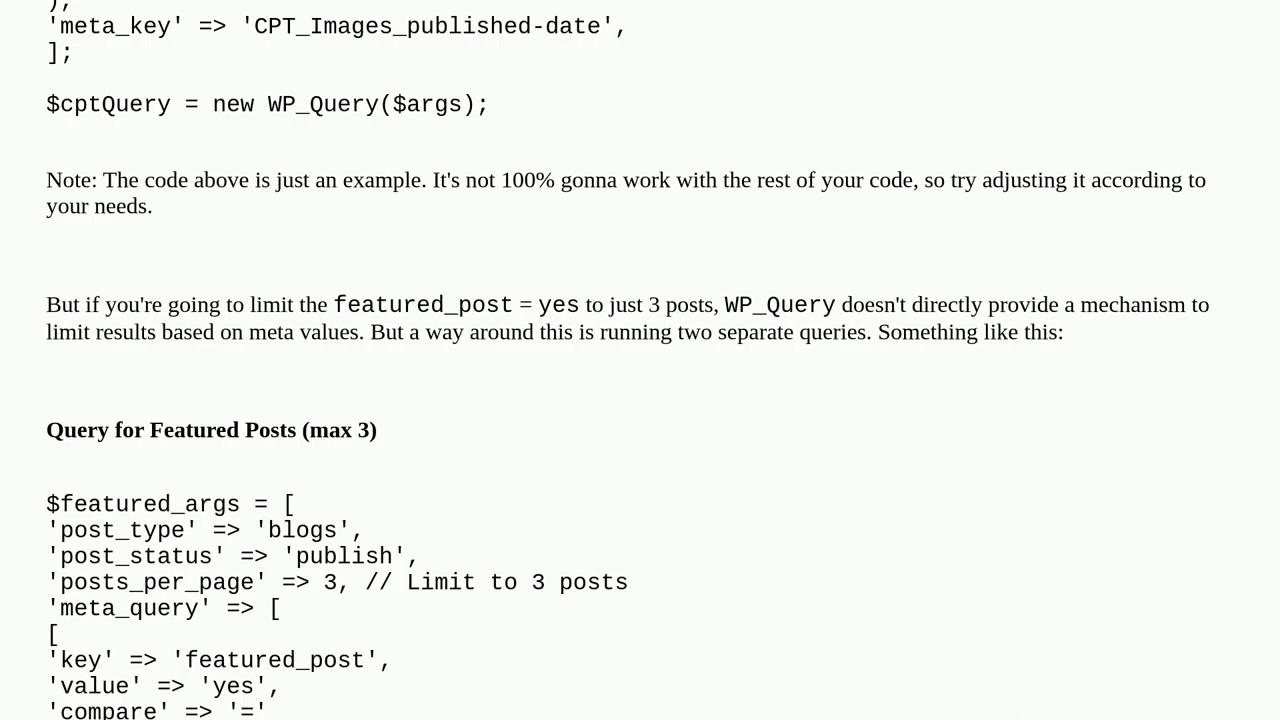 ),
'meta_key' => 'CPT_Images_published-date',
];
$cptQuery = new WP_Query($args);
Note: The code above is just an example. It's not 100% gonna work with the rest of your code, so try adjusting it according to
your needs.
But if you're going to limit the featured_post = yes to just 3 posts, WP_Query doesn't directly provide a mechanism to
limit results based on meta values. But a way around this is running two separate queries. Something like this:
Query for Featured Posts (max 3)
$featured_args = [
'post_type' => 'blogs',
'post_status' => 'publish',
'posts_per_page' => 3, // Limit to 3 posts
'meta_query' => [
[
'key' => 'featured_post',
'value' => 'yes',
'compare' => '='